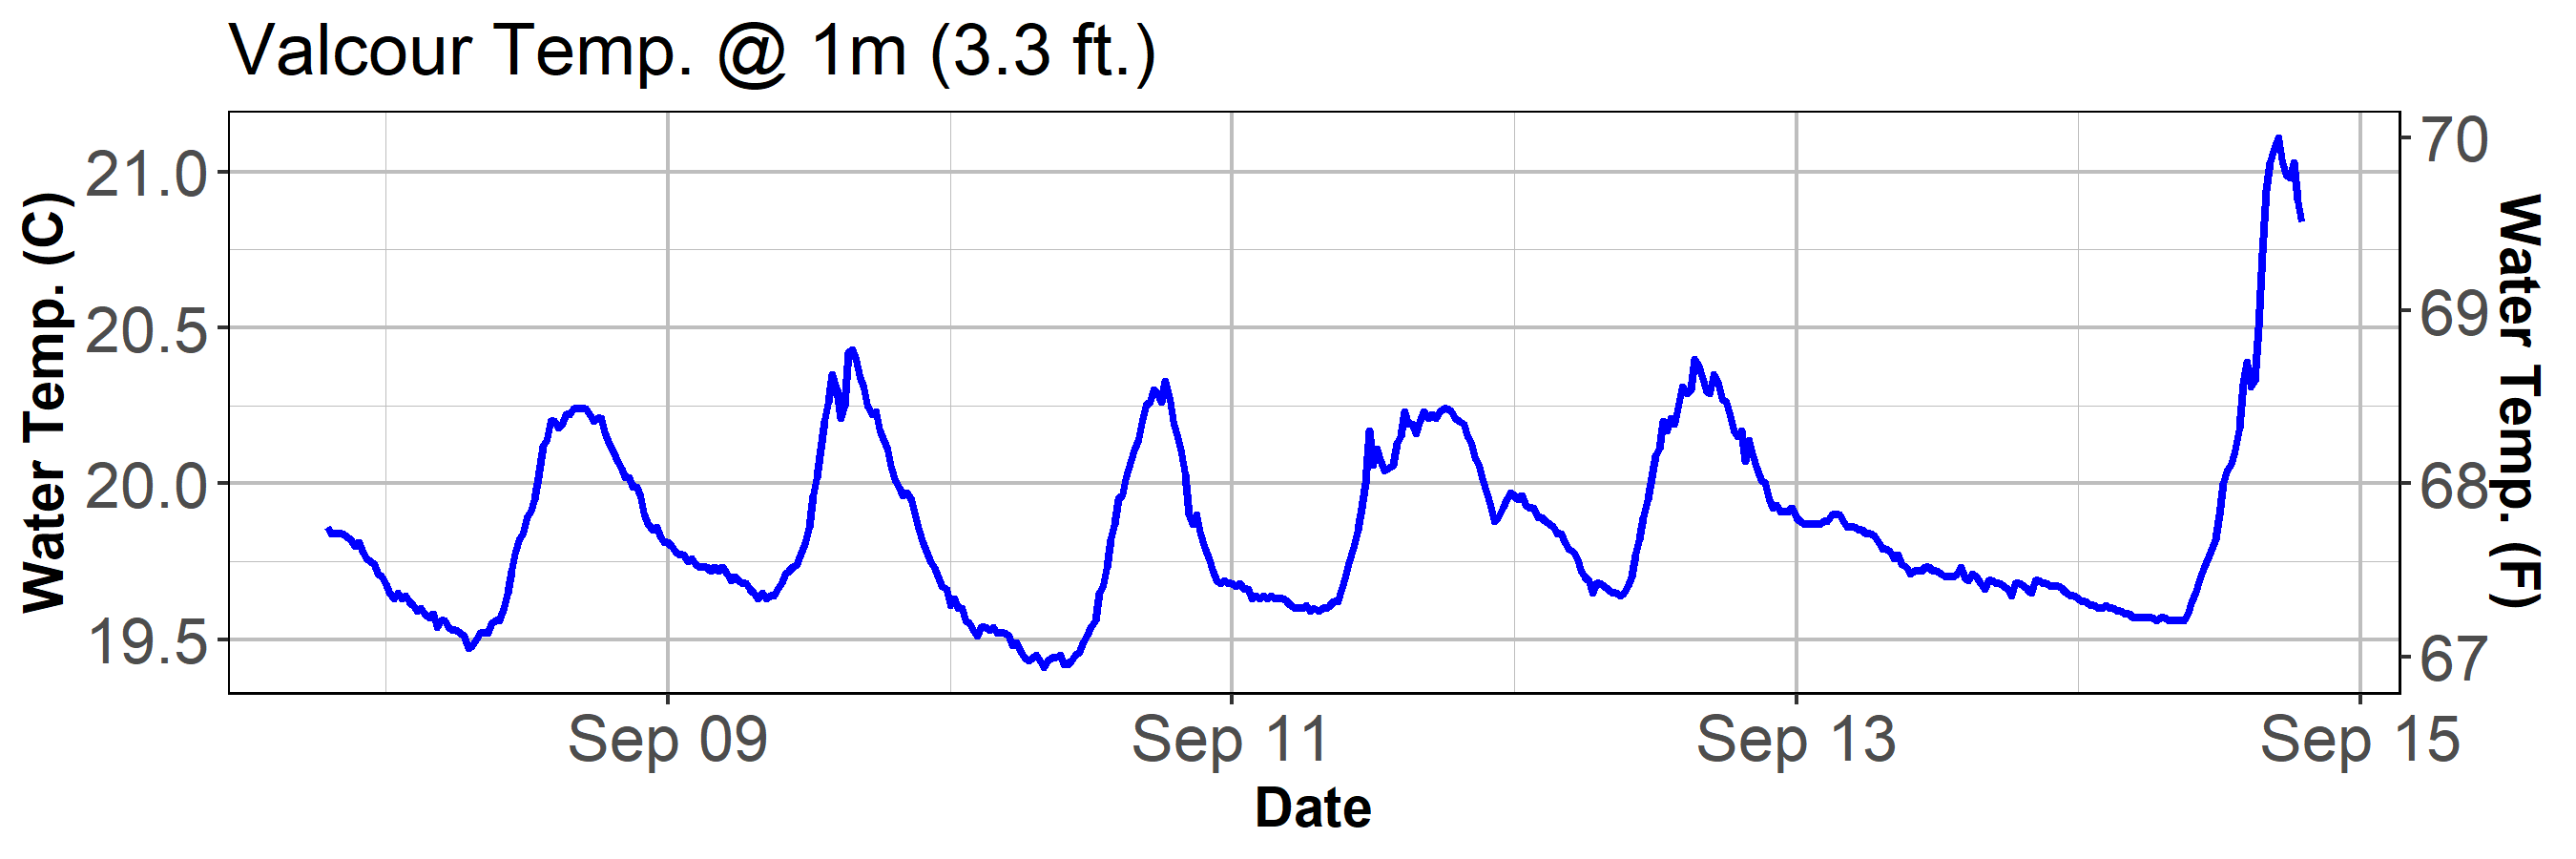 Valcour Temp. @ 1m (3.3 ft.)
Water Temp. (C)
21.0
20.5
20.0
19.5
70
69
68
67
Water Temp. (F)
Sep 09 Sep 11 Sep 13 Sep 15
Date